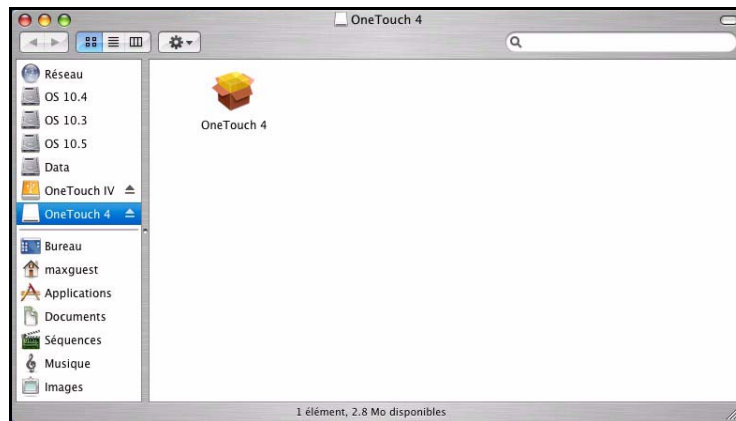 OneTouch 4
Réseau
OS 10.4
OS 10.3
OS 10.5
Data
OneTouch IV
OneTouch 4
Bureau
maxguest
Applications
Documents
Séquences
Musique
Images
OneTouch 4
1 élément, 2.8 Mo disponibles